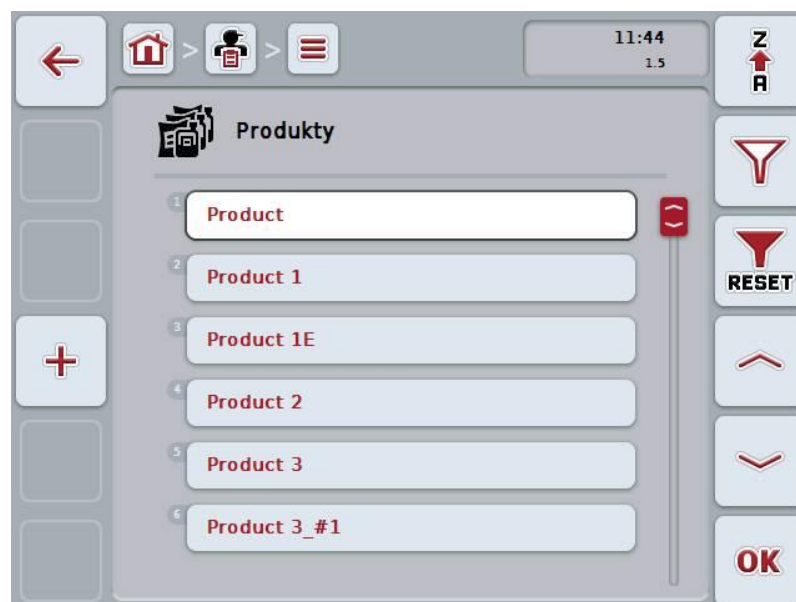 11:44
1.5
Z
A
Produkty
1
Product
2
Product 1
RESET
3
Product 1E
4
Product 2
5
Product 3
6
Product 3_#1
OK